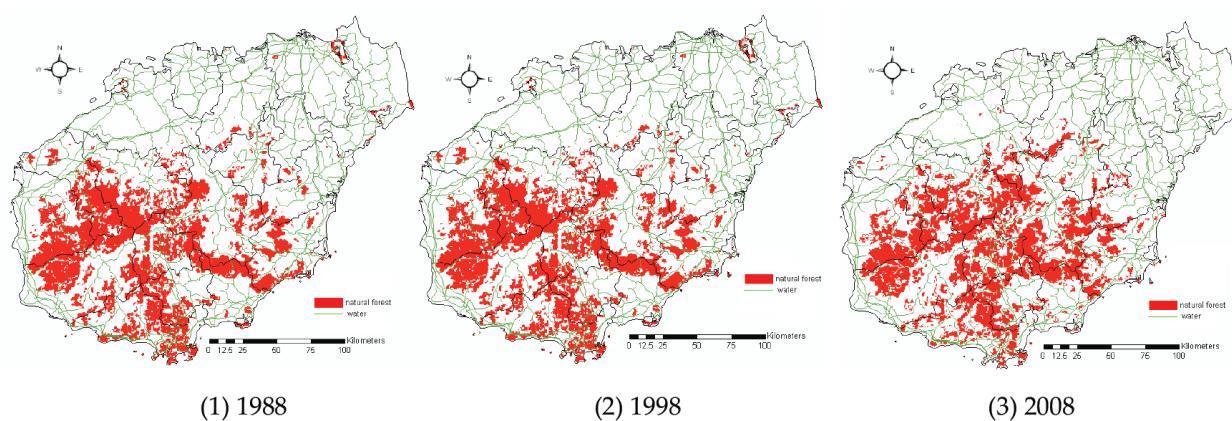 N
W E
S
natural forest
water
Kilometers
0 12.5 25 50 75 100
(1) 1988
N
W E
S
natural forest
water
Kilometers
0 12.5 25 50 75 100
(2) 1998
N
W E
S
natural forest
water
Kilometers
0 12.5 25 50 75 100
(3) 2008